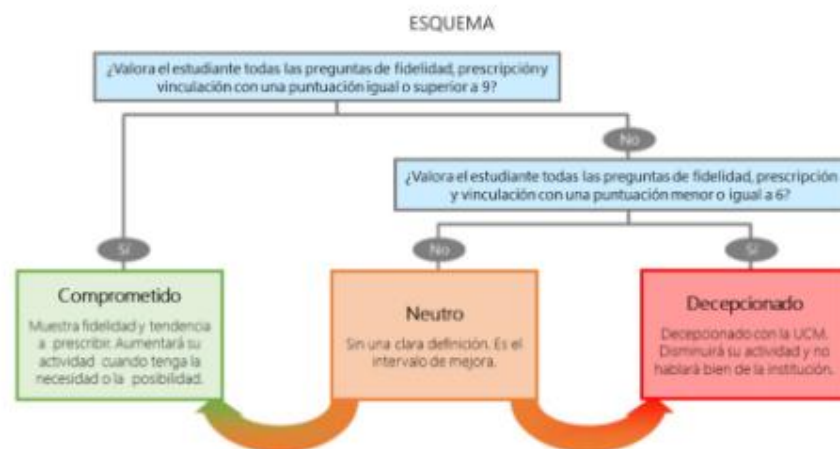 ESQUEMA
¿Valora el estudiante todas las preguntas de fidelidad, prescripción y
vinculación con una puntuación igual o superior a 9?
No
¿Valora el estudiante todas las preguntas de fidelidad, prescripción
y vinculación con una puntuación menor o igual a 6?
Sí
No
Sí
Comprometido
Muestra fidelidad y tendencia
a prescribir. Aumentará su
actividad cuando tenga la
necesidad o la posibilidad.
Neutro
Sin una clara definición. Es el
intervalo de mejora.
Decepcionado
Decepcionado con la UCM.
Disminuirá su actividad y no
hablará bien de la institución.